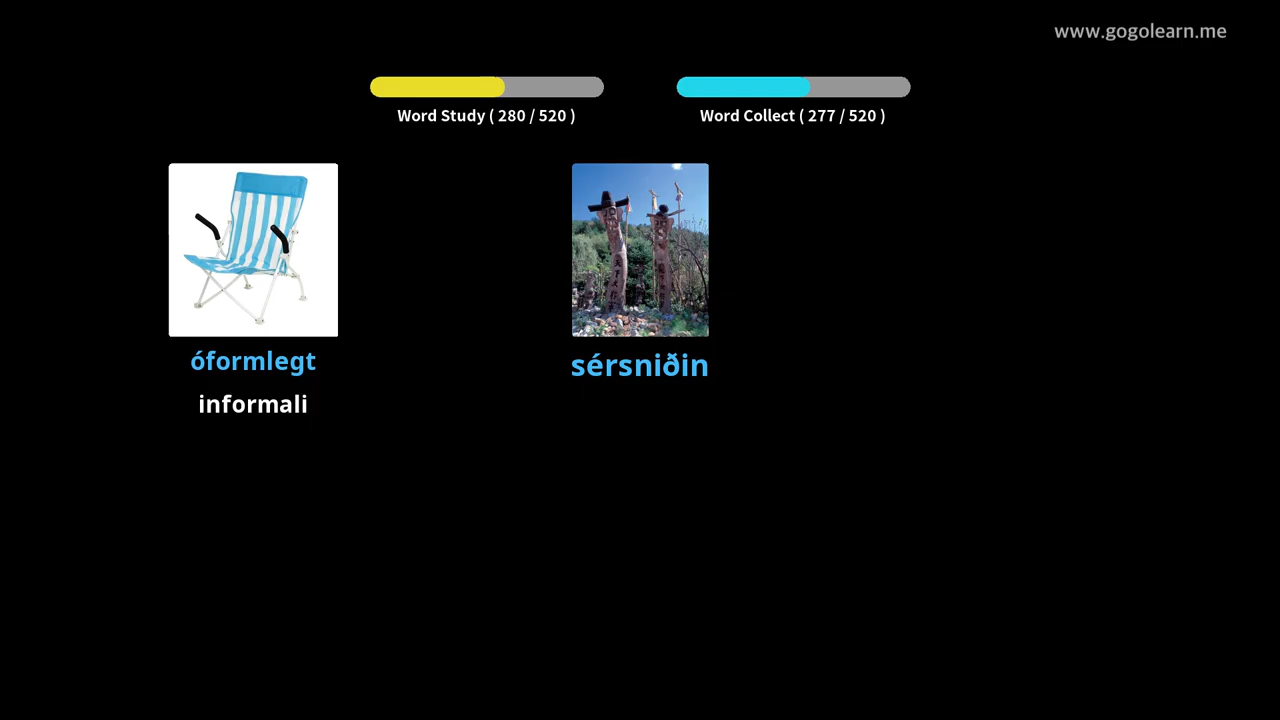 www.gogolearn.me
Word Study ( 280 / 520 )
Word Collect ( 277 / 520 )
óformlegt
informali
sérsniðin